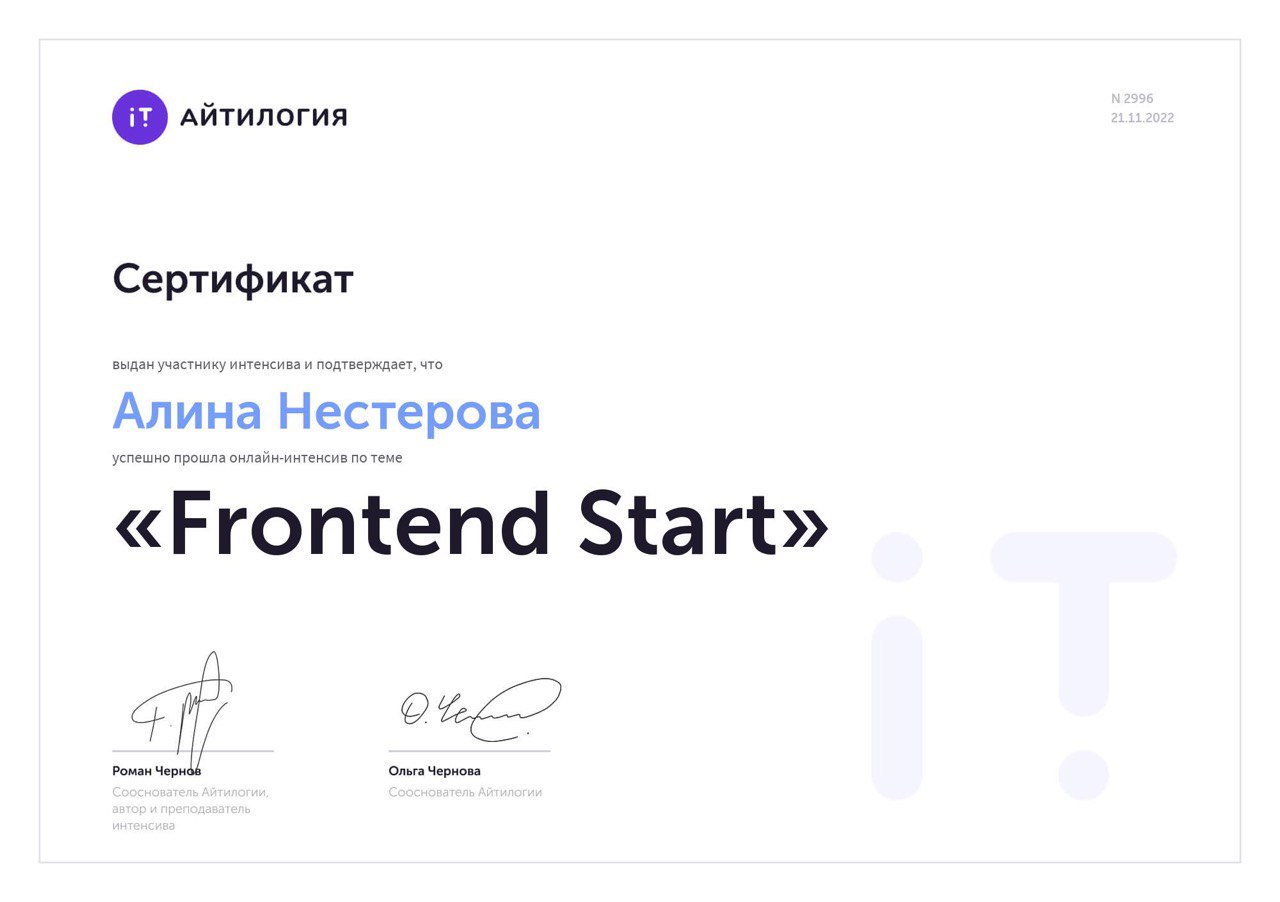 iT АЙТИЛОГИЯ
N 2996
21.11.2022
Сертификат
выдан участнику интенсива и подтверждает, что
Алина Нестерова
успешно прошла онлайн-интенсив по теме
«Frontend Start»
iT
Роман Чернов
Сооснователь Айтилогии,
автор и преподаватель
интенсива
Ольга Чернова
Сооснователь Айтилогии